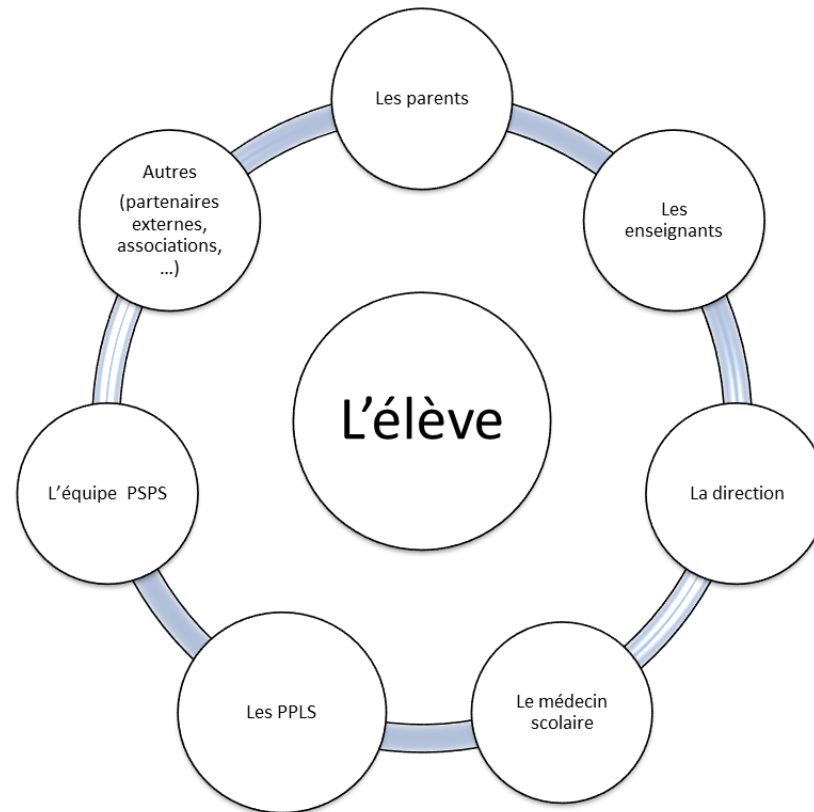 Les parents
Les
enseignants
La direction
Le médecin
scolaire
Les PPLS
L’équipe PSPS
Autres
(partenaires
externes,
associations,
…)
L’élève